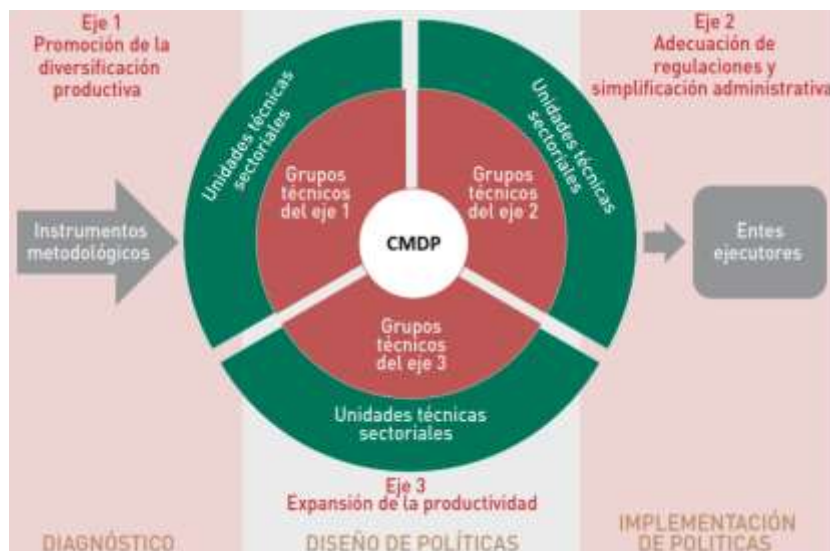 Eje 1
Promoción de la
diversificación
productiva
Eje 2
Adecuación de
regulaciones y
simplificación administrativa
Unidades técnicas
sectoriales
Unidades técnicas
sectoriales
Grupos
técnicos
del eje 1
Grupos
técnicos
del eje 2
Instrumentos
metodológicos
CMDP
Entes
ejecutores
Grupos
técnicos
del eje 3
Unidades técnicas
sectoriales
Eje 3
Expansión de la productividad
DIAGNÓSTICO
DISEÑO DE POLÍTICAS
IMPLEMENTACIÓN
DE POLITICAS